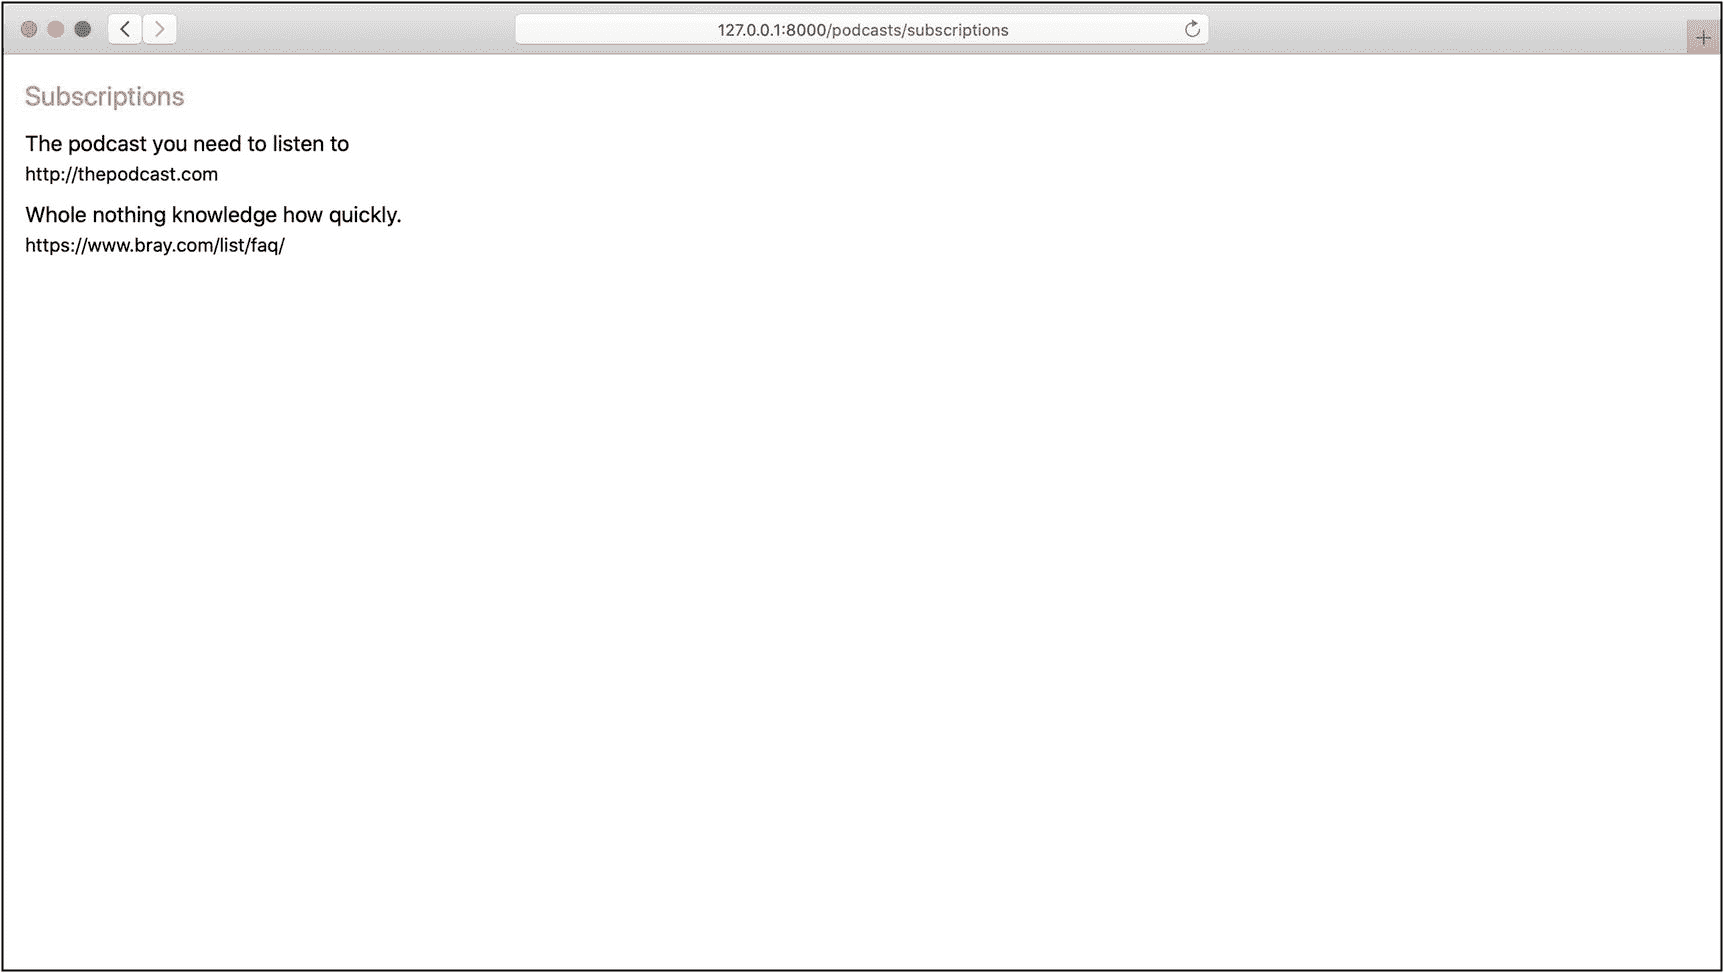 127.0.0.1:8000/podcasts/subscriptions
Subscriptions
The podcast you need to listen to
http://thepodcast.com
Whole nothing knowledge how quickly.
https://www.bray.com/list/faq/